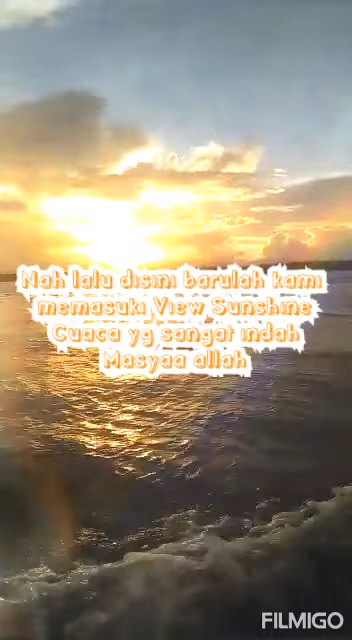 Nah lalu disini barulah kami
memasuki View Sunshine
Cuaca yg sangat indah
Masyaa allah
FILMIGO